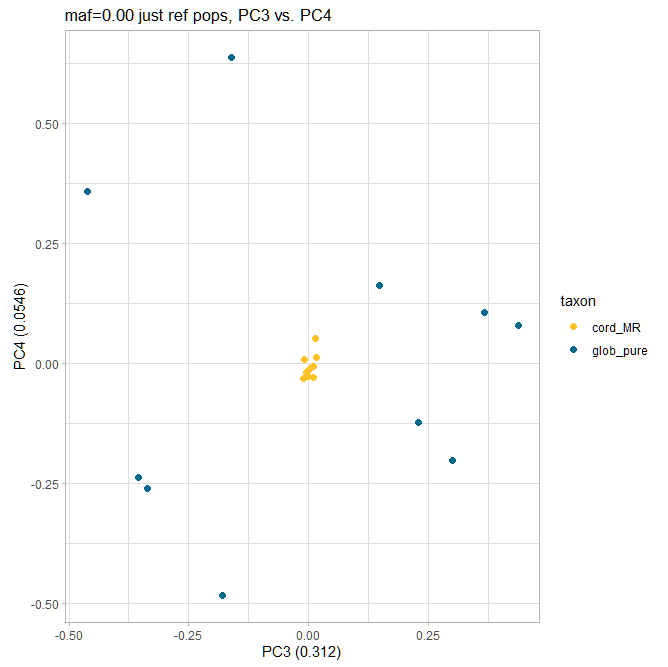 maf=0.00 just ref pops, PC3 vs. PC4
0.50
0.25
0.00
-0.25
-0.50
PC4 (0.0546)
-0.50
-0.25
0.00
0.25
PC3 (0.312)
taxon
cord_MR
glob_pure